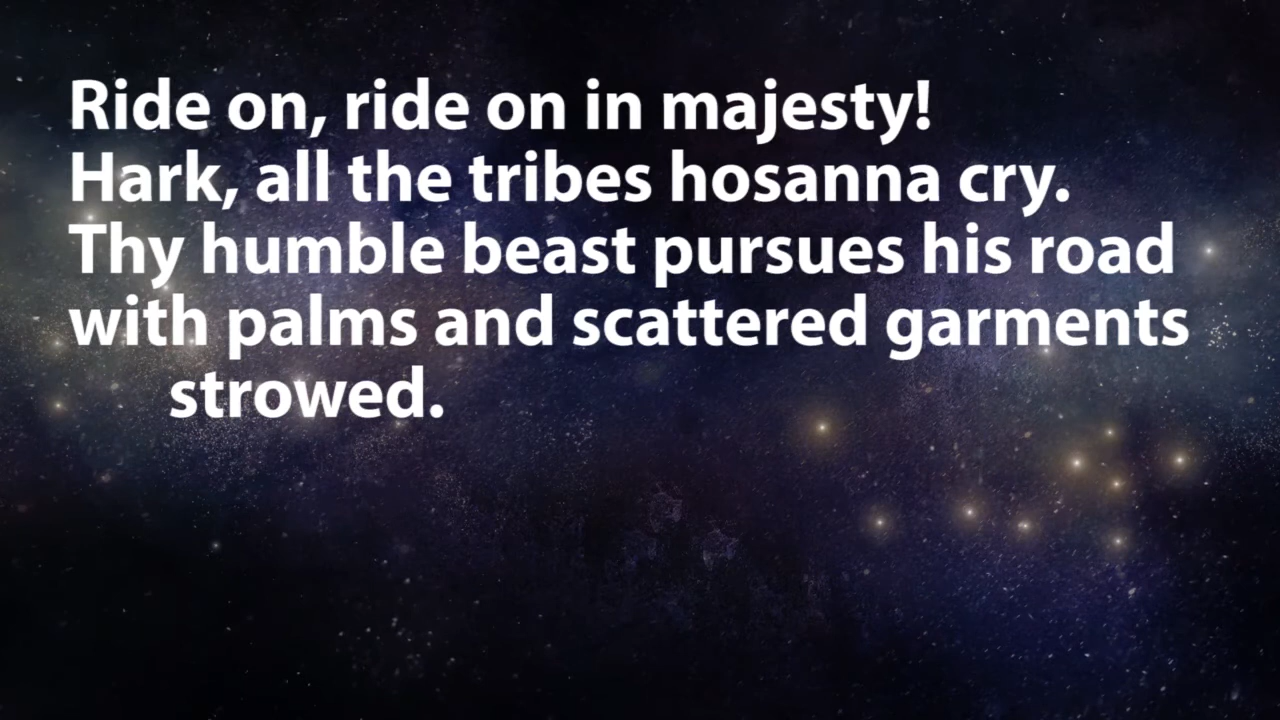 Ride on, ride on in majesty!
Hark, all the tribes hosanna cry.
Thy humble beast pursues his road
with palms and scattered garments
strowed.